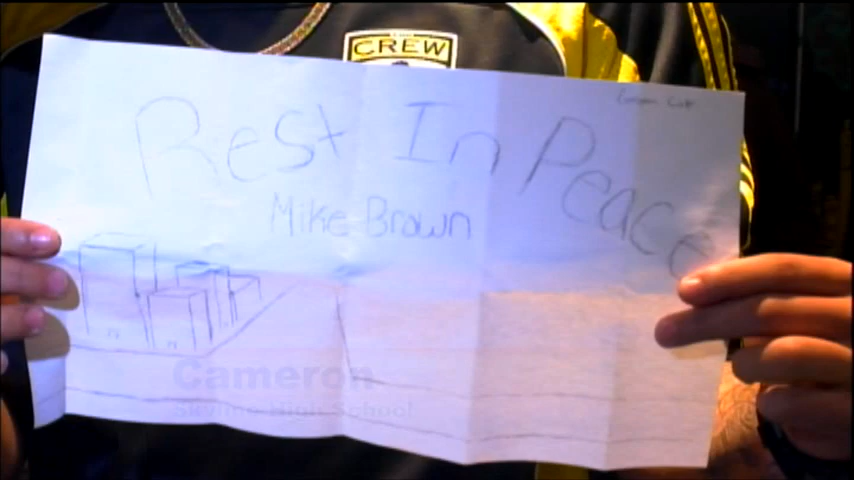 CREW
Rest In Peace
Mike Brown
Cameron
Skyline High School